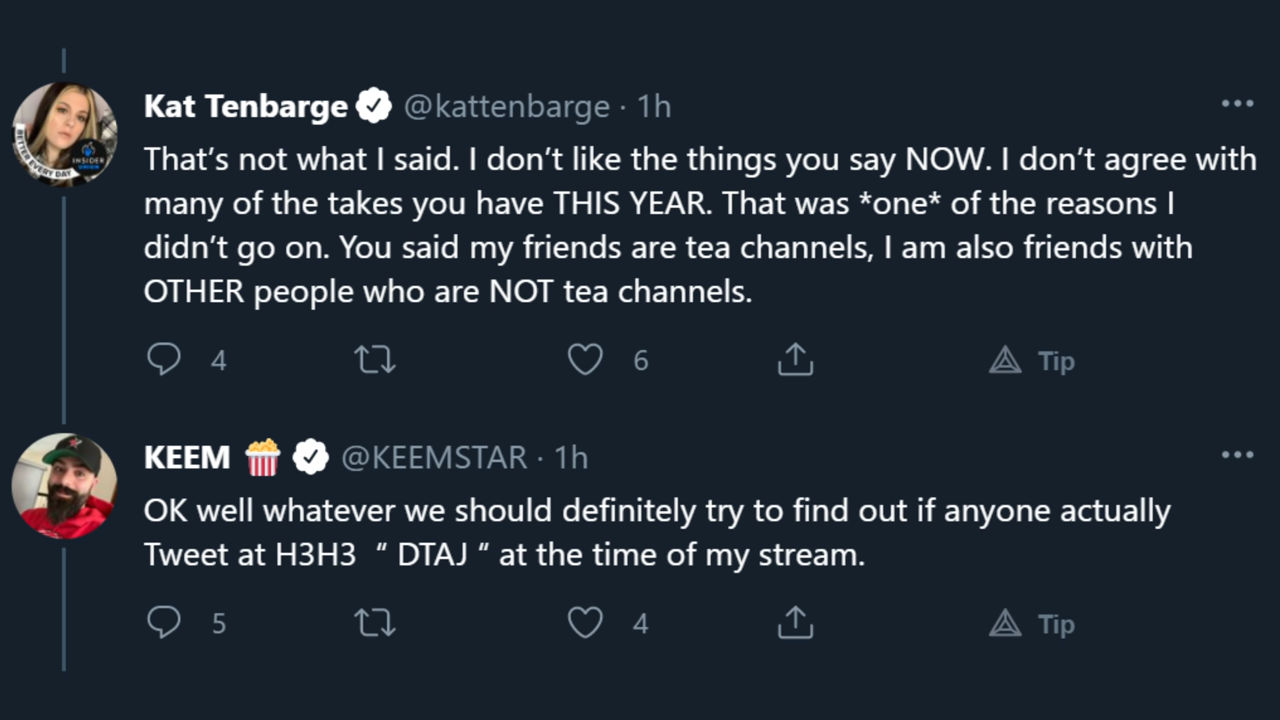 Kat Tenbarge @kattenbarge · 1h
That’s not what I said. I don’t like the things you say NOW. I don’t agree with
many of the takes you have THIS YEAR. That was *one* of the reasons I
didn’t go on. You said my friends are tea channels, I am also friends with
OTHER people who are NOT tea channels.
4 6 Tip
BETTER EVERY DAY
INSIDER
KEEM 🍿 @KEEMSTAR · 1h
OK well whatever we should definitely try to find out if anyone actually
Tweet at H3H3 “ DTAJ “ at the time of my stream.
5 4 Tip